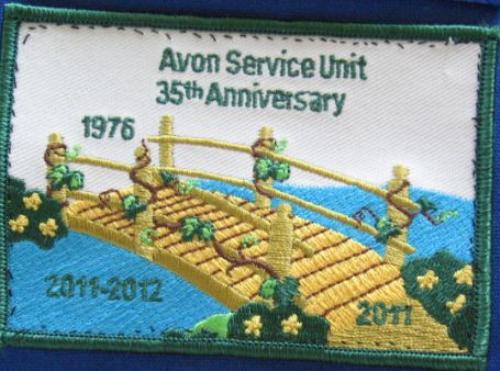 Avon Service Unit
35th Anniversary
1976
2011-2012
2011